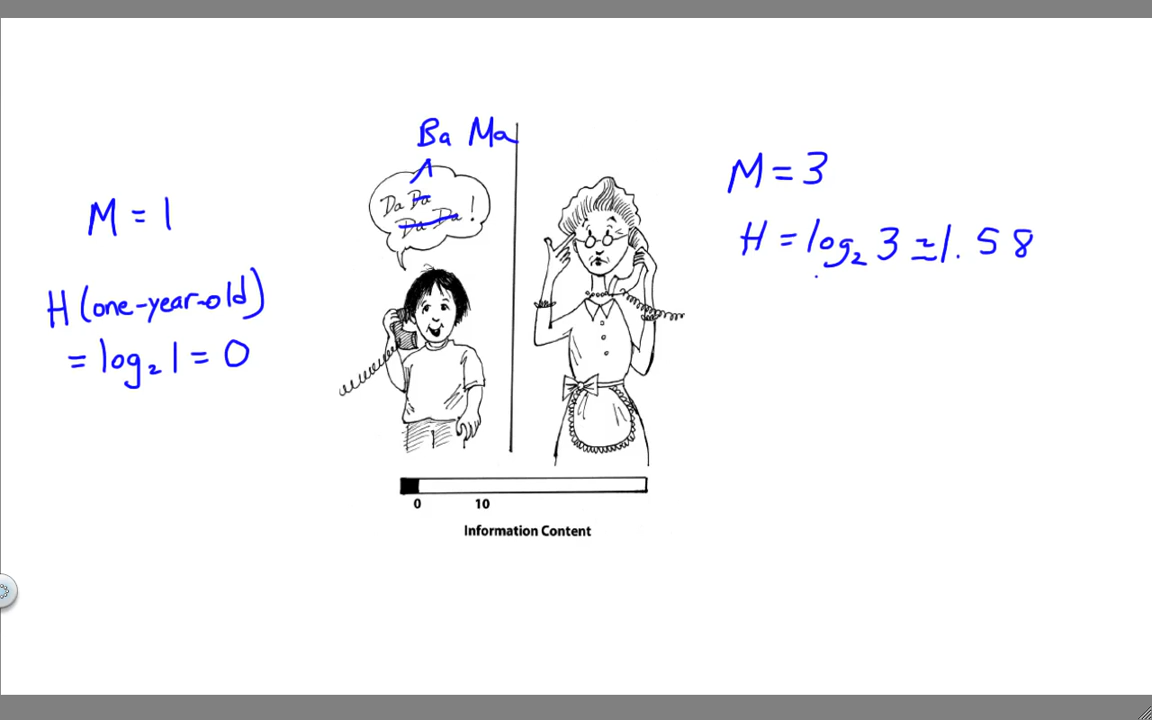 Ba Ma
Da Da
Da Da !
M = 1
H (one-year-old)
= log₂ 1 = 0
M = 3
H = log₂ 3 ≈ 1.58
0 10
Information Content